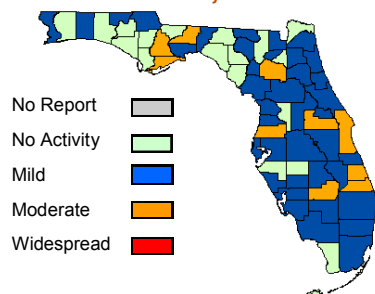 No Report
No Activity
Mild
Moderate
Widespread